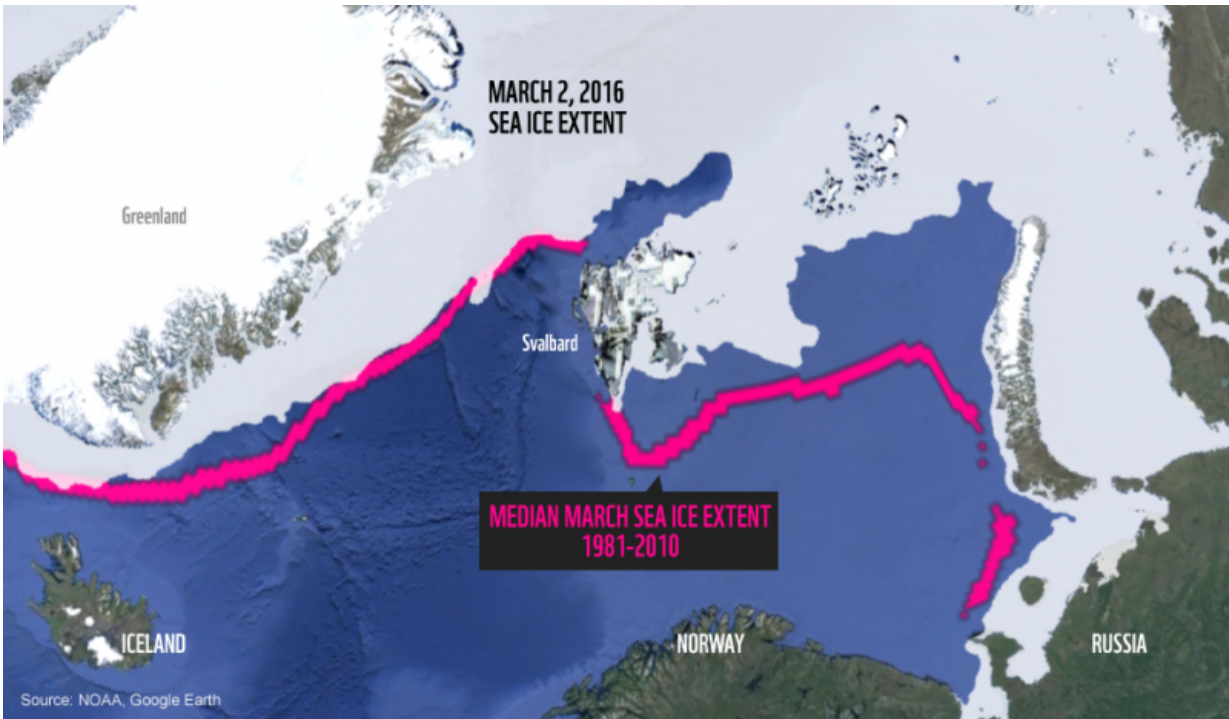 MARCH 2, 2016
SEA ICE EXTENT
Greenland
Svalbard
MEDIAN MARCH SEA ICE EXTENT
1981-2010
ICELAND
NORWAY
RUSSIA
Source: NOAA, Google Earth